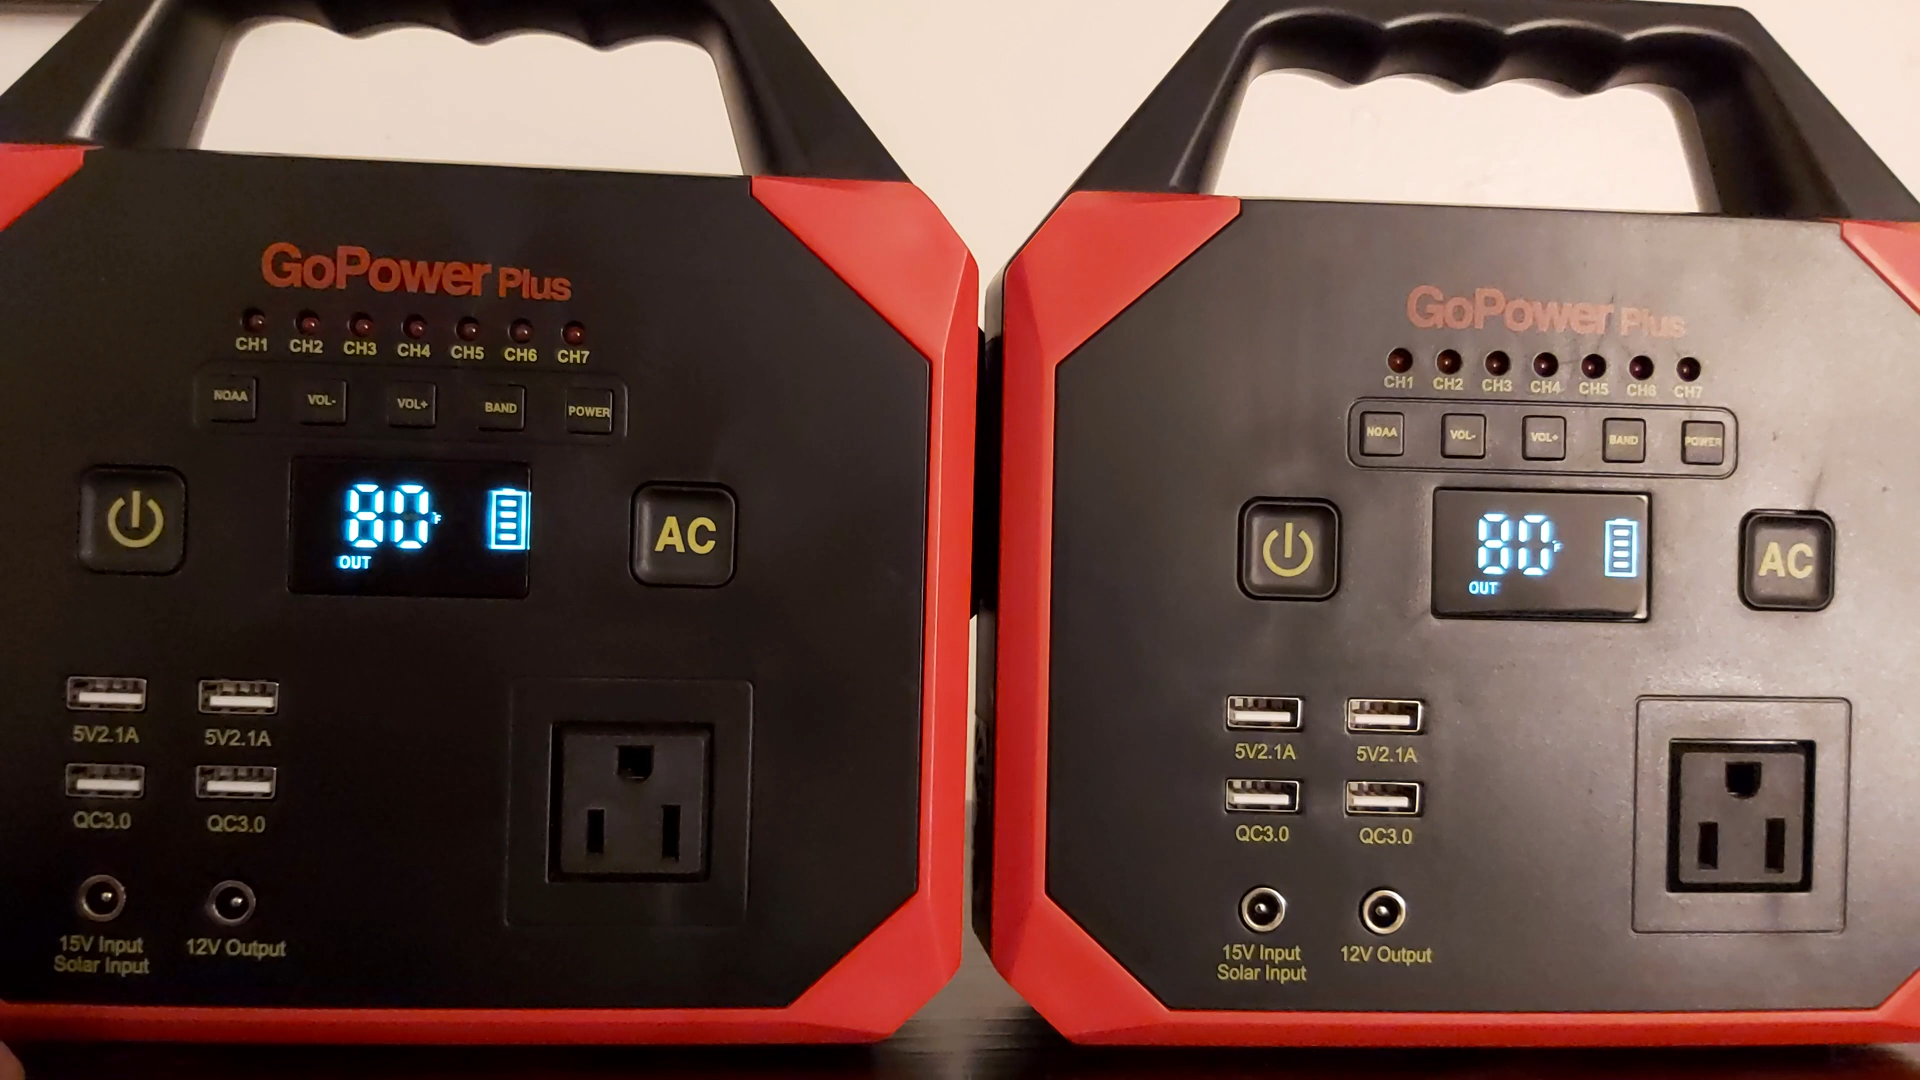 GoPower Plus
CH1 CH2 CH3 CH4 CH5 CH6 CH7
NOAA VOL- VOL+ BAND POWER
80°F
OUT
AC
5V2.1A 5V2.1A
QC3.0 QC3.0
15V Input 12V Output
Solar Input
GoPower Plus
CH1 CH2 CH3 CH4 CH5 CH6 CH7
NOAA VOL- VOL+ BAND POWER
80°F
OUT
AC
5V2.1A 5V2.1A
QC3.0 QC3.0
15V Input 12V Output
Solar Input